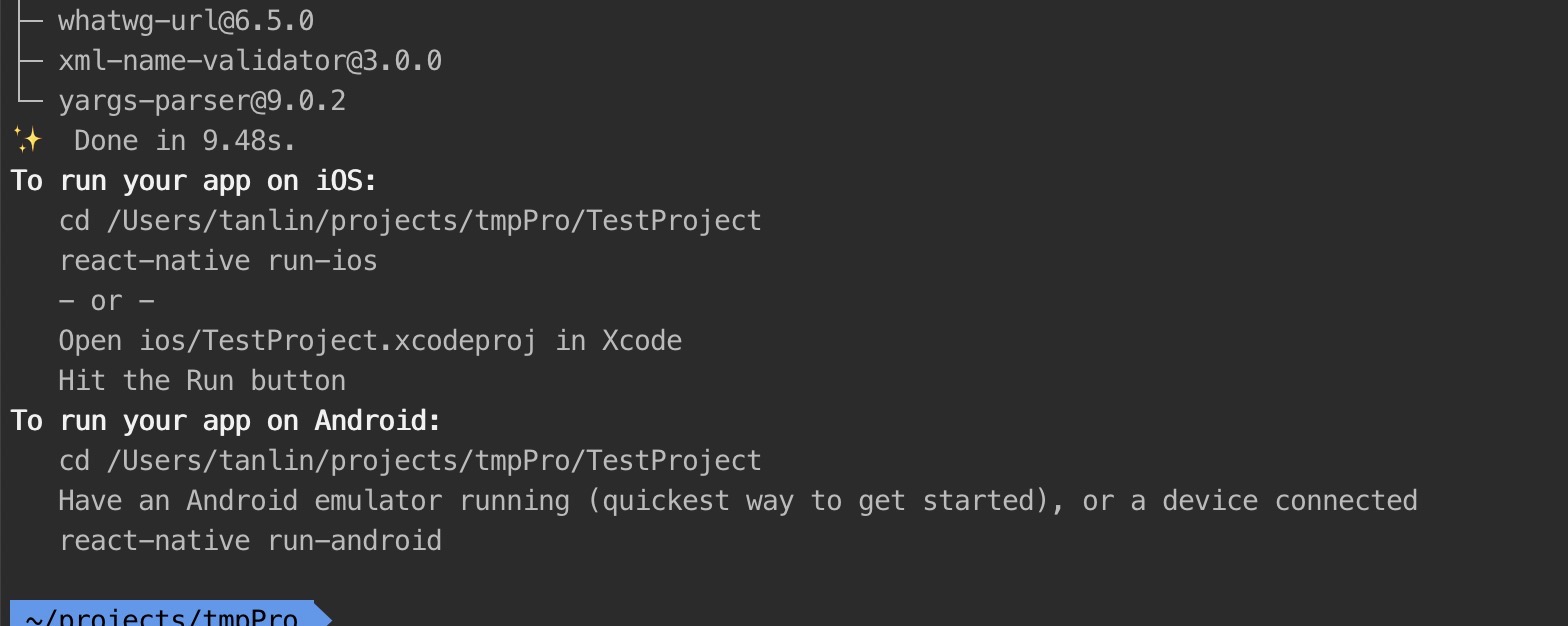 ├─ whatwg-url@6.5.0
├─ xml-name-validator@3.0.0
└─ yargs-parser@9.0.2
✨  Done in 9.48s.
To run your app on iOS:
   cd /Users/tanlin/projects/tmpPro/TestProject
   react-native run-ios
   - or -
   Open ios/TestProject.xcodeproj in Xcode
   Hit the Run button
To run your app on Android:
   cd /Users/tanlin/projects/tmpPro/TestProject
   Have an Android emulator running (quickest way to get started), or a device connected
   react-native run-android
~/projects/tmpPro